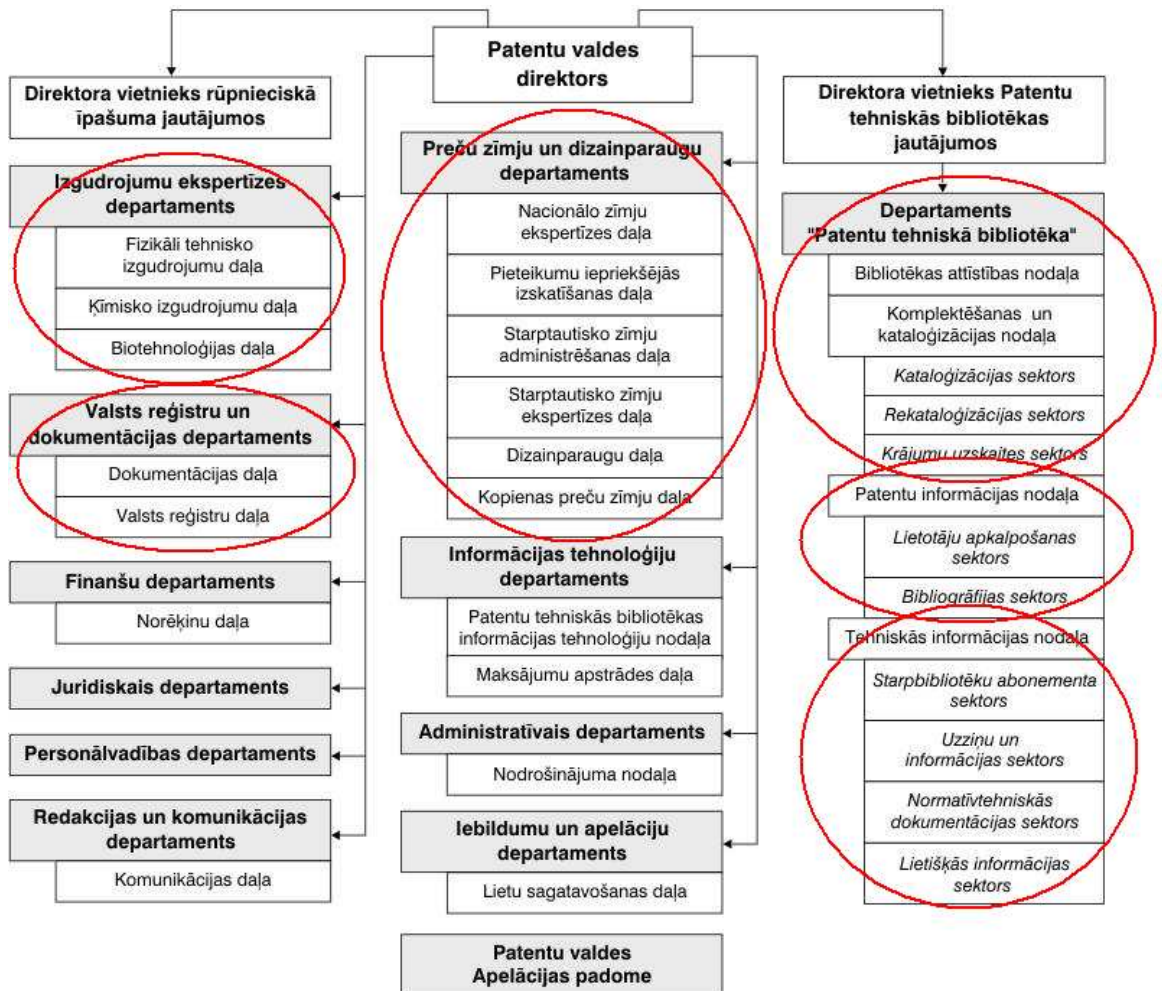 Patentu valdes
direktors
Direktora vietnieks rūpnieciskā
īpašuma jautājumos
Izgudrojumu ekspertīzes
departaments
Fizikāli tehnisko
izgudrojumu daļa
Ķīmisko izgudrojumu daļa
Biotehnoloģijas daļa
Valsts reģistru un
dokumentācijas departaments
Dokumentācijas daļa
Valsts reģistru daļa
Finanšu departaments
Norēķinu daļa
Juridiskais departaments
Personālvadības departaments
Redakcijas un komunikācijas
departaments
Komunikācijas daļa
Preču zīmju un dizainparaugu
departaments
Nacionālo zīmju
ekspertīzes daļa
Pieteikumu iepriekšējās
izskatīšanas daļa
Starptautisko zīmju
administrēšanas daļa
Starptautisko zīmju
ekspertīzes daļa
Dizainparaugu daļa
Kopienas preču zīmju daļa
Informācijas tehnoloģiju
departaments
Patentu tehniskās bibliotēkas
informācijas tehnoloģiju nodaļa
Maksājumu apstrādes daļa
Administratīvais departaments
Nodrošinājuma nodaļa
Iebildumu un apelāciju
departaments
Lietu sagatavošanas daļa
Patentu valdes
Apelācijas padome
Direktora vietnieks Patentu
tehniskās bibliotēkas
jautājumos
Departaments
"Patentu tehniskā bibliotēka"
Bibliotēkas attīstības nodaļa
Komplektēšanas un
kataloģizācijas nodaļa
Kataloģizācijas sektors
Rekataloģizācijas sektors
Krājumu uzskaites sektors
Patentu informācijas nodaļa
Lietotāju apkalpošanas
sektors
Bibliogrāfijas sektors
Tehniskās informācijas nodaļa
Starpbibliotēku abonementa
sektors
Uzziņu un
informācijas sektors
Normatīvtehniskās
dokumentācijas sektors
Lietišķās informācijas
sektors